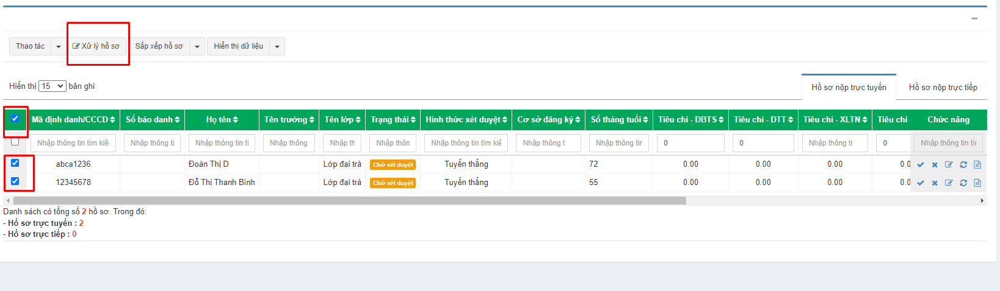 Thao tác Xử lý hồ sơ Sắp xếp hồ sơ Hiển thị dữ liệu
Hiển thị 15 bản ghi
Hồ sơ nộp trực tuyến Hồ sơ nộp trực tiếp
Mã định danh/CCCD Số báo danh Họ tên Tên trường Tên lớp Trạng thái Hình thức xét duyệt Cơ sở đăng ký Số tháng tuổi Tiêu chí - DBTS Tiêu chí - DTT Tiêu chí - XLTN Tiêu chí - Chức năng
Nhập thông tin tìm kiế Nhập thông ti Nhập thông tin tì Nhập thông Nhập th Nhập thôn Nhập thông tin tìm kiế Nhập thông t Nhập thông tin 0 0 Nhập thông ti 0 Nhập thông tin tìn
abca1236 Đoàn Thị D Lớp đại trà Chờ xét duyệt Tuyển thẳng 72 0.00 0.00 0.00 0.0
12345678 Đỗ Thị Thanh Bình Lớp đại trà Chờ xét duyệt Tuyển thẳng 55 0.00 0.00 0.00 0.0
Danh sách có tổng số 2 hồ sơ. Trong đó:
- Hồ sơ trực tuyến : 2
- Hồ sơ trực tiếp : 0